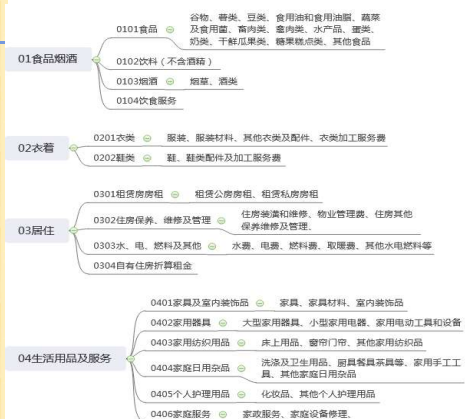 01食品烟酒
0101食品
谷物、薯类、豆类、食用油和食用油脂、蔬菜
及食用菌、畜肉类、禽肉类、水产品、蛋类、
奶类、干鲜瓜果类、糖果糕点类、其他食品
0102饮料（不含酒精）
0103烟酒
烟草、酒类
0104饮食服务
02衣着
0201衣类
服装、服装材料、其他衣类及配件、衣类加工服务费
0202鞋类
鞋、鞋类配件及加工服务费
03居住
0301租赁房房租
租赁公房房租、租赁私房房租
0302住房保养、维修及管理
住房装潢和维修、物业管理费、住房其他
保养维修及管理、
0303水、电、燃料及其他
水费、电费、燃料费、取暖费、其他水电燃料等
0304自有住房折算租金
04生活用品及服务
0401家具及室内装饰品
家具、家具材料、室内装饰品
0402家用器具
大型家用器具、小型家用电器、家用电动工具和设备
0403家用纺织用品
床上用品、窗帘门帘、其他家用纺织品
0404家庭日用杂品
洗涤及卫生用品、厨具餐具茶具等、家用手工工
具、其他家庭日用杂品
0405个人护理用品
化妆品、其他个人护理用品
0406家庭服务
家政服务、家庭设备修理、